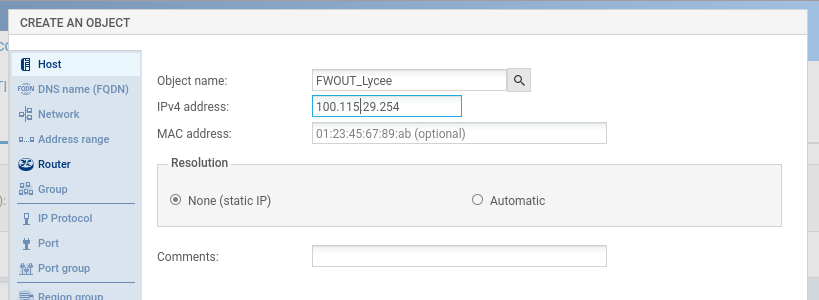 CREATE AN OBJECT
Host
FQDN DNS name (FQDN)
Network
Address range
Router
Group
IP Protocol
Port
Port group
Region group
Object name: FWOUT_Lycee
IPv4 address: 100.115.29.254
MAC address: 01:23:45:67:89:ab (optional)
Resolution
None (static IP) Automatic
Comments: